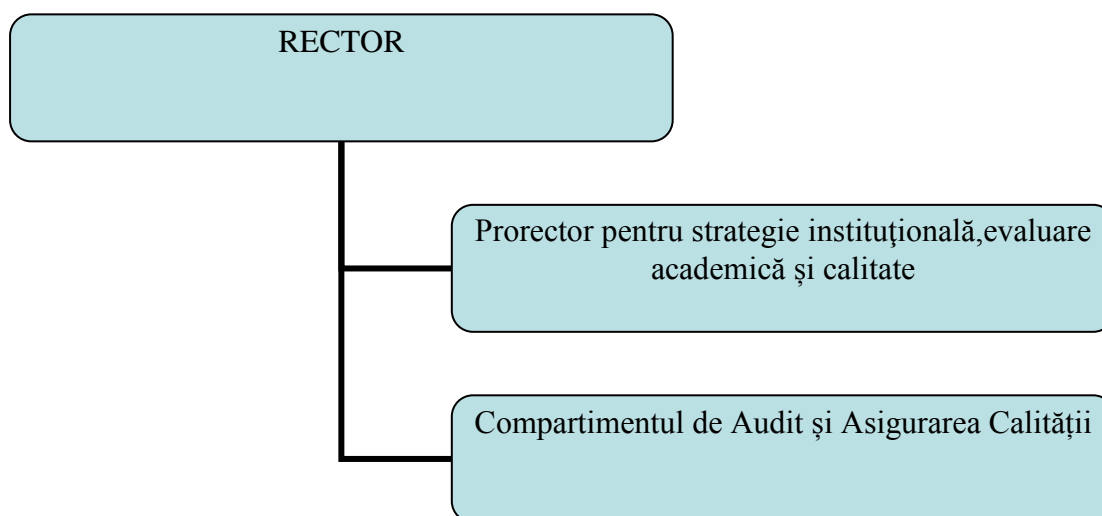 RECTOR
Prorector pentru strategie instituţională,evaluare
academică și calitate
Compartimentul de Audit și Asigurarea Calității